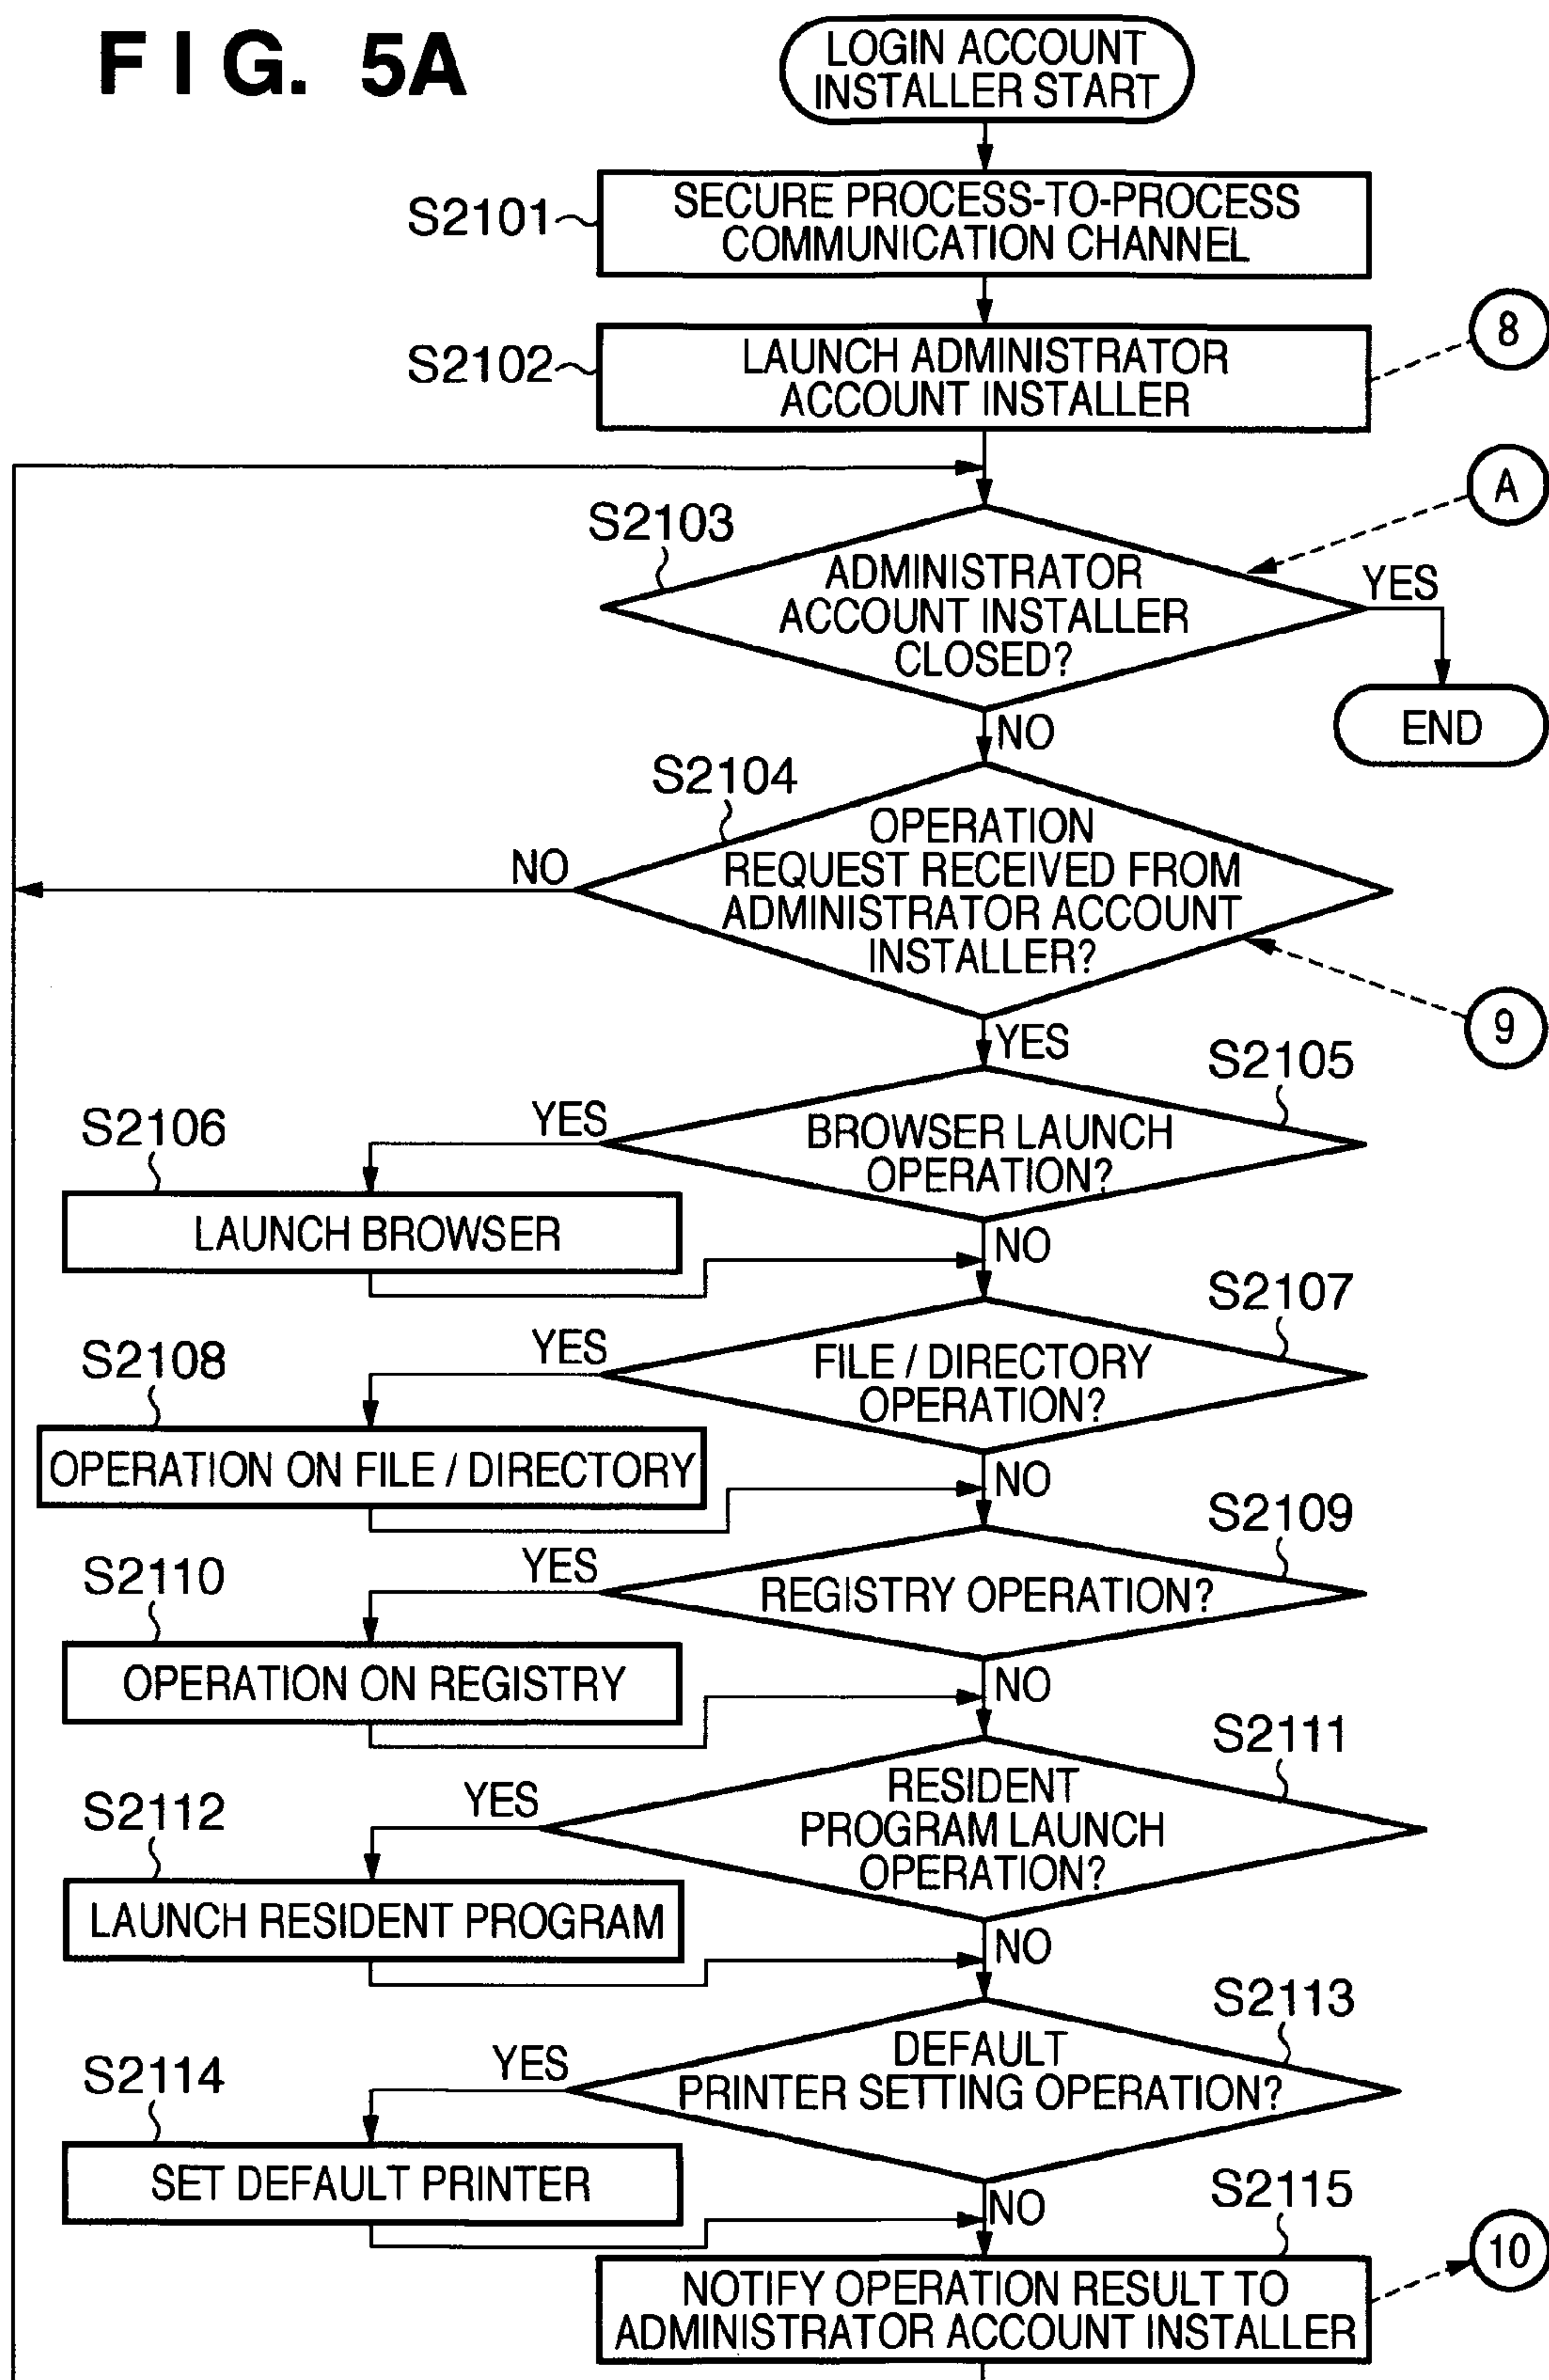 FIG. 5A
LOGIN ACCOUNT
INSTALLER START
S2101
SECURE PROCESS-TO-PROCESS
COMMUNICATION CHANNEL
8
S2102
LAUNCH ADMINISTRATOR
ACCOUNT INSTALLER
A
S2103
ADMINISTRATOR
ACCOUNT INSTALLER
CLOSED?
YES
END
NO
S2104
OPERATION
REQUEST RECEIVED FROM
ADMINISTRATOR ACCOUNT
INSTALLER?
NO
9
YES
S2105
BROWSER LAUNCH
OPERATION?
YES
S2106
LAUNCH BROWSER
NO
S2107
FILE / DIRECTORY
OPERATION?
YES
S2108
OPERATION ON FILE / DIRECTORY
NO
S2109
REGISTRY OPERATION?
YES
S2110
OPERATION ON REGISTRY
NO
S2111
RESIDENT
PROGRAM LAUNCH
OPERATION?
YES
S2112
LAUNCH RESIDENT PROGRAM
NO
S2113
DEFAULT
PRINTER SETTING OPERATION?
YES
S2114
SET DEFAULT PRINTER
NO
S2115
10
NOTIFY OPERATION RESULT TO
ADMINISTRATOR ACCOUNT INSTALLER